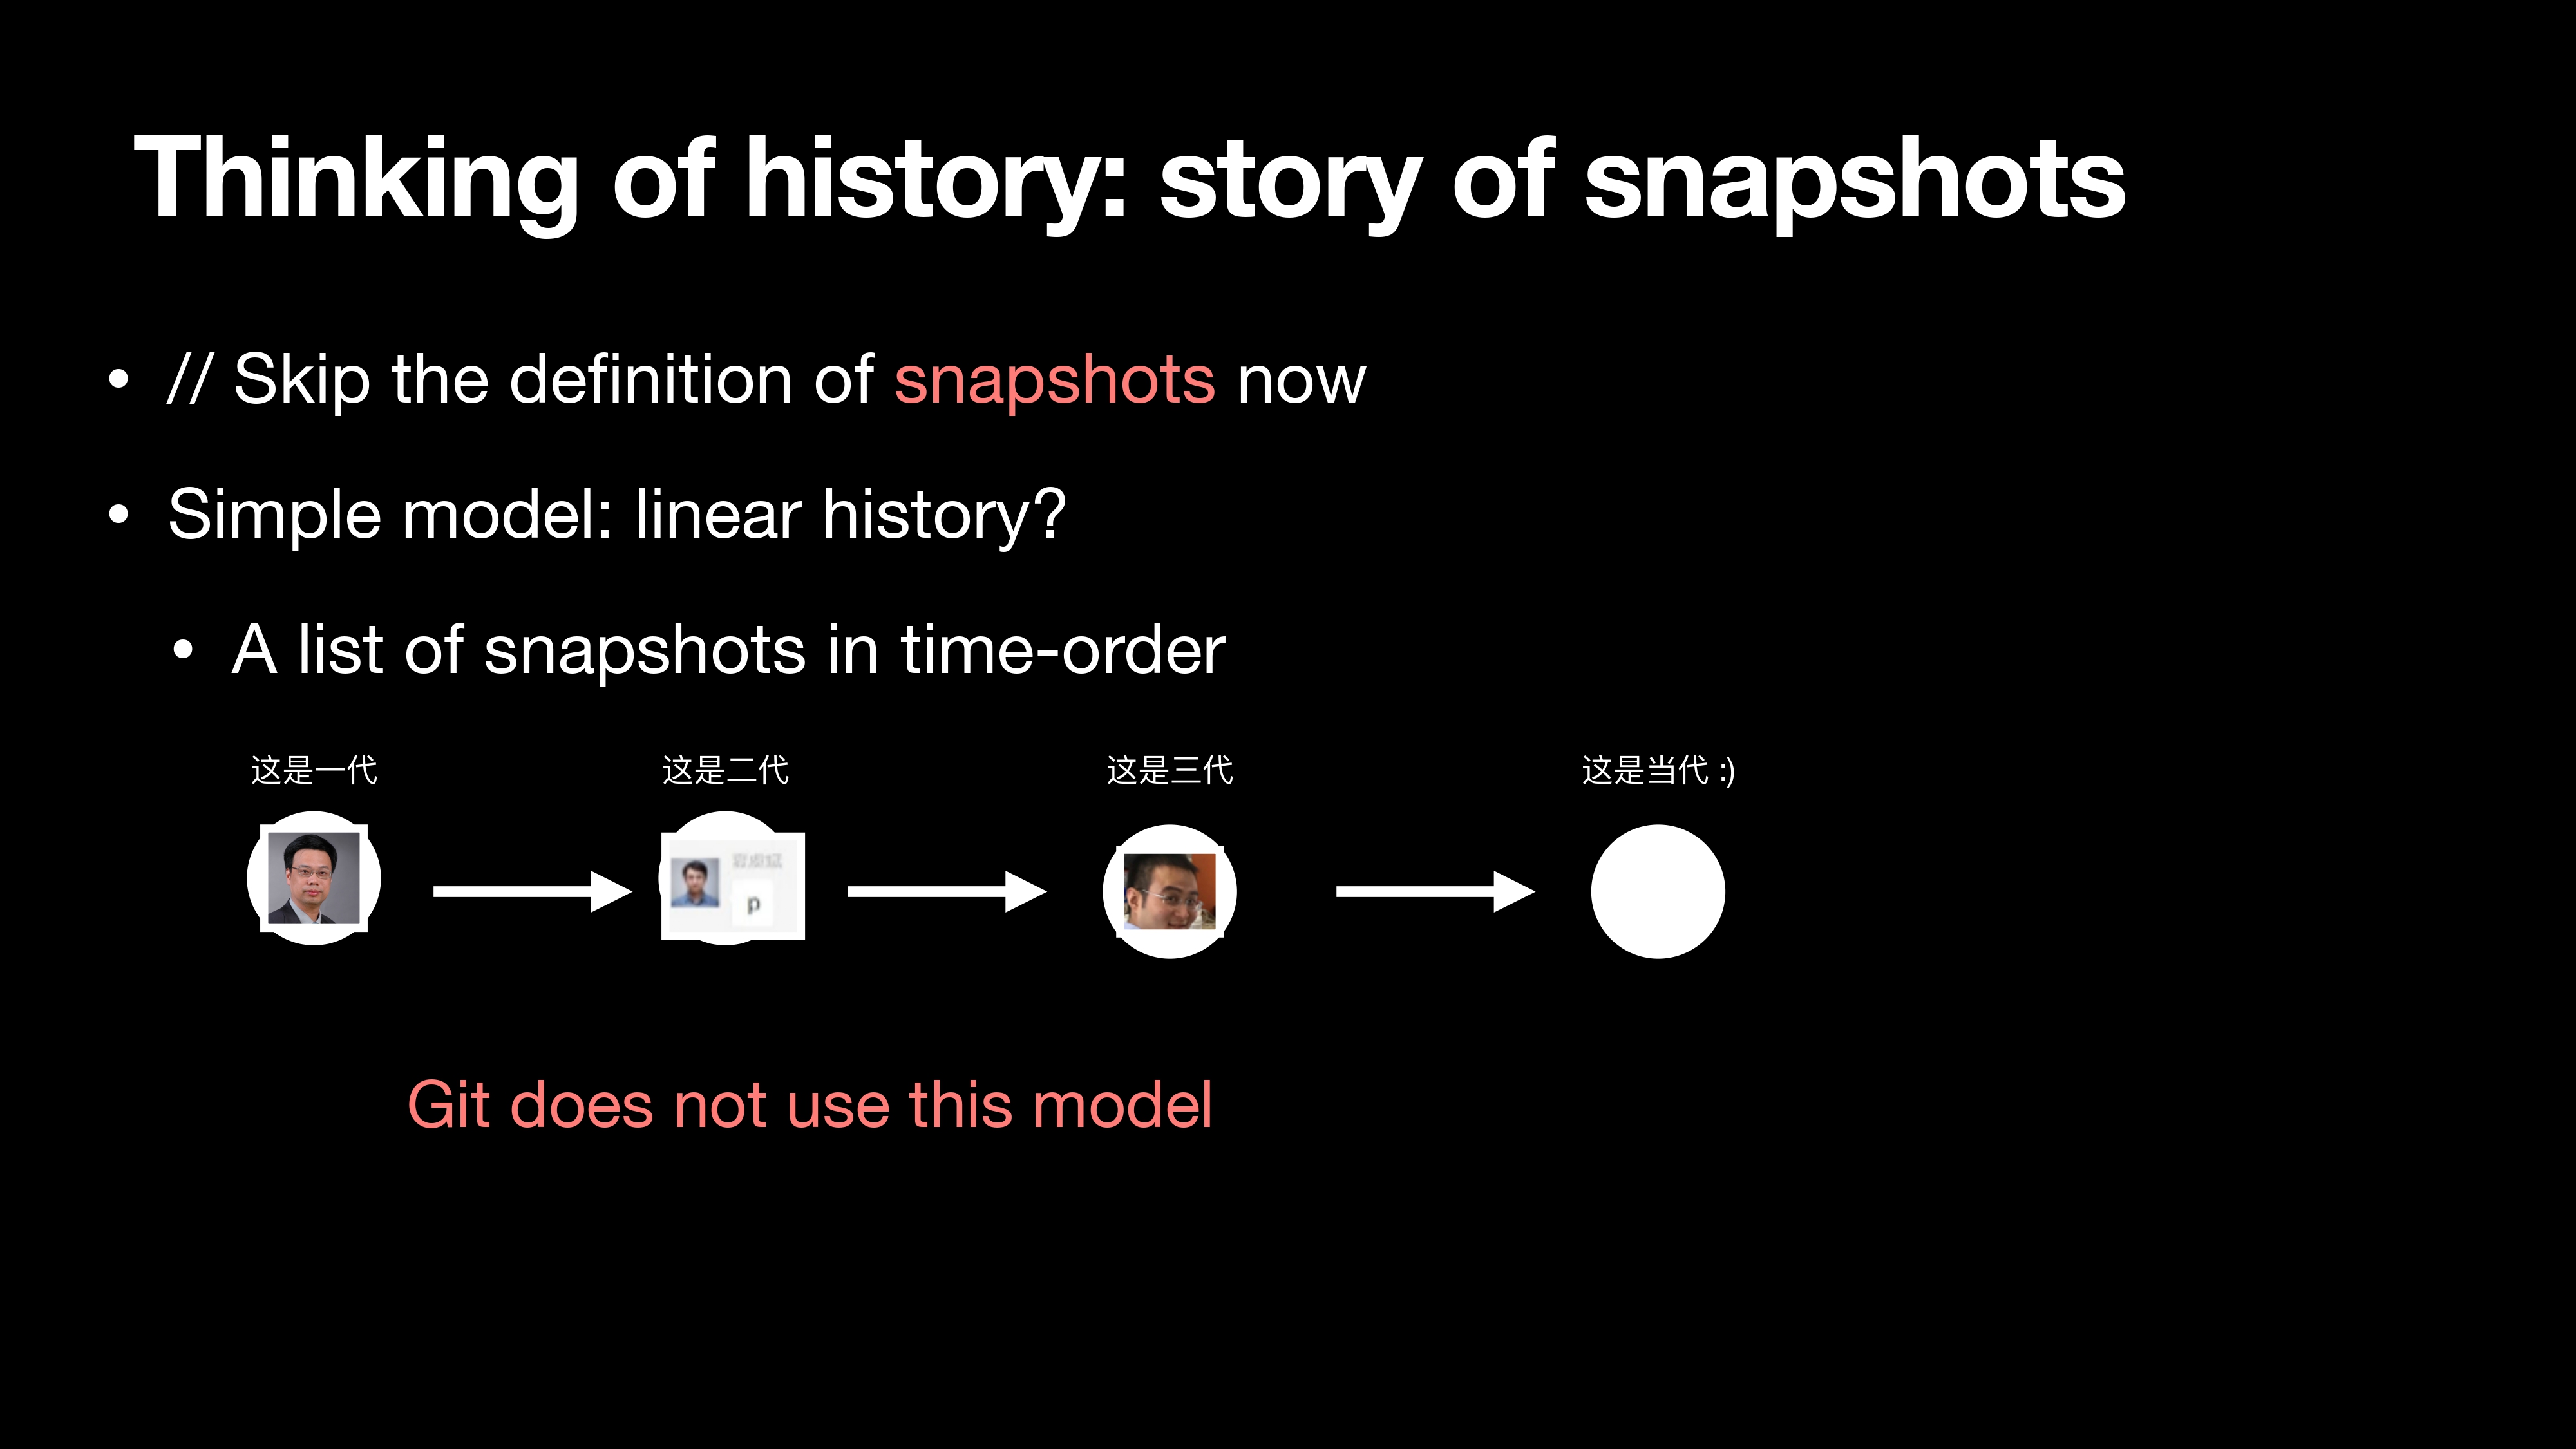 Thinking of history: story of snapshots
• // Skip the definition of snapshots now
• Simple model: linear history?
• A list of snapshots in time-order
这是一代
这是二代
这是三代
这是当代 :)
p
Git does not use this model